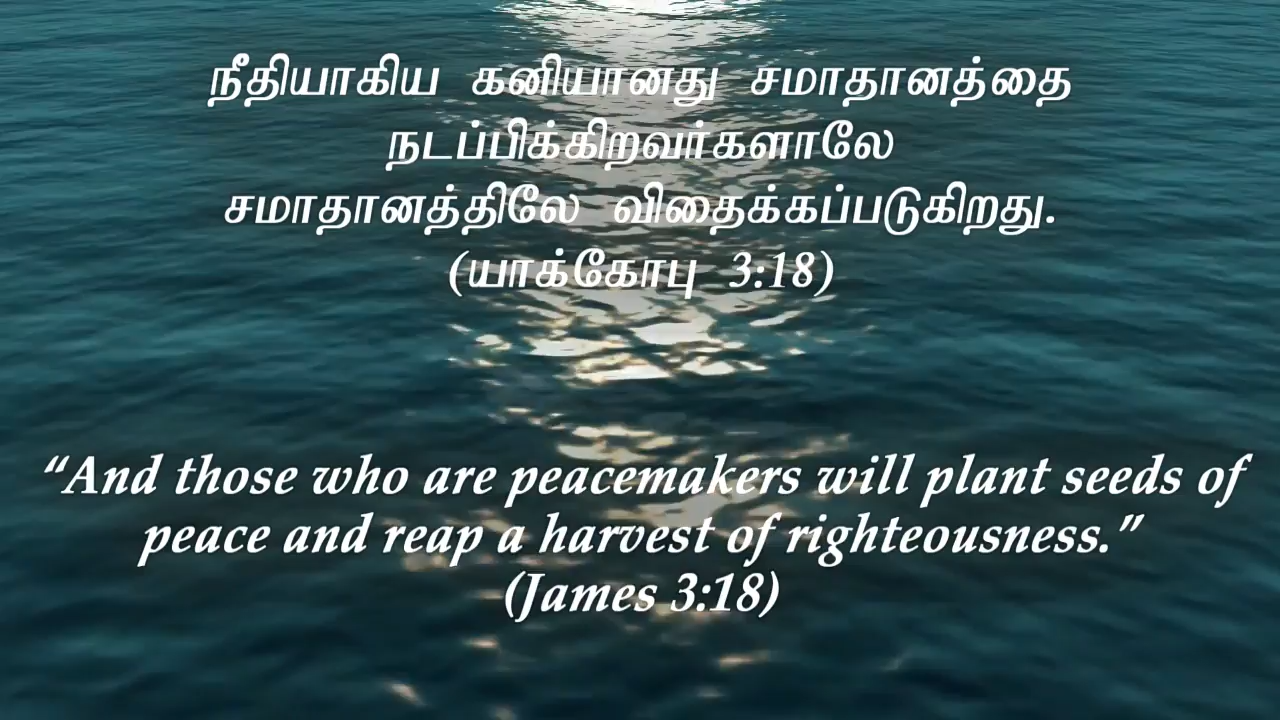 நீதியாகிய கனியானது சமாதானத்தை
நடப்பிக்கிறவர்களாலே
சமாதானத்திலே விதைக்கப்படுகிறது.
(யாக்கோபு 3:18)
“And those who are peacemakers will plant seeds of
peace and reap a harvest of righteousness.”
(James 3:18)